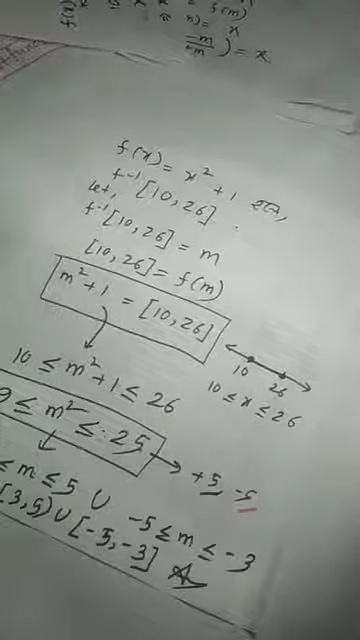 = f(m)
f(x) = x² + 1 হলে,
f⁻¹ [10, 26] .
let,
f⁻¹ [10, 26] = m
[10, 26] = f(m)
m² + 1 = [10, 26]
10 26
10 ≤ x ≤ 26
10 ≤ m² + 1 ≤ 26
9 ≤ m² ≤ 25 → +5 -5
≤ m ≤ 5 ∪ -5 ≤ m ≤ -3
[3, 5) ∪ [-5, -3]